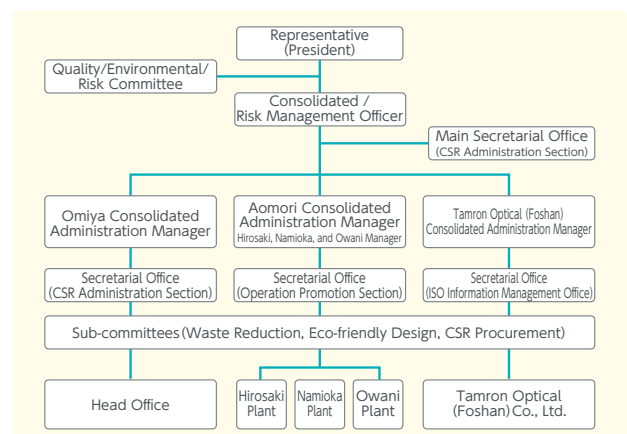 Representative
(President)
Quality/Environmental/
Risk Committee
Consolidated /
Risk Management Officer
Main Secretarial Office
(CSR Administration Section)
Omiya Consolidated
Administration Manager
Aomori Consolidated
Administration Manager
Hirosaki, Namioka, and Owani Manager
Tamron Optical (Foshan)
Consolidated Administration Manager
Secretarial Office
(CSR Administration Section)
Secretarial Office
(Operation Promotion Section)
Secretarial Office
(ISO Information Management Office)
Sub-committees (Waste Reduction, Eco-friendly Design, CSR Procurement)
Head Office
Hirosaki
Plant
Namioka
Plant
Owani
Plant
Tamron Optical
(Foshan) Co., Ltd.